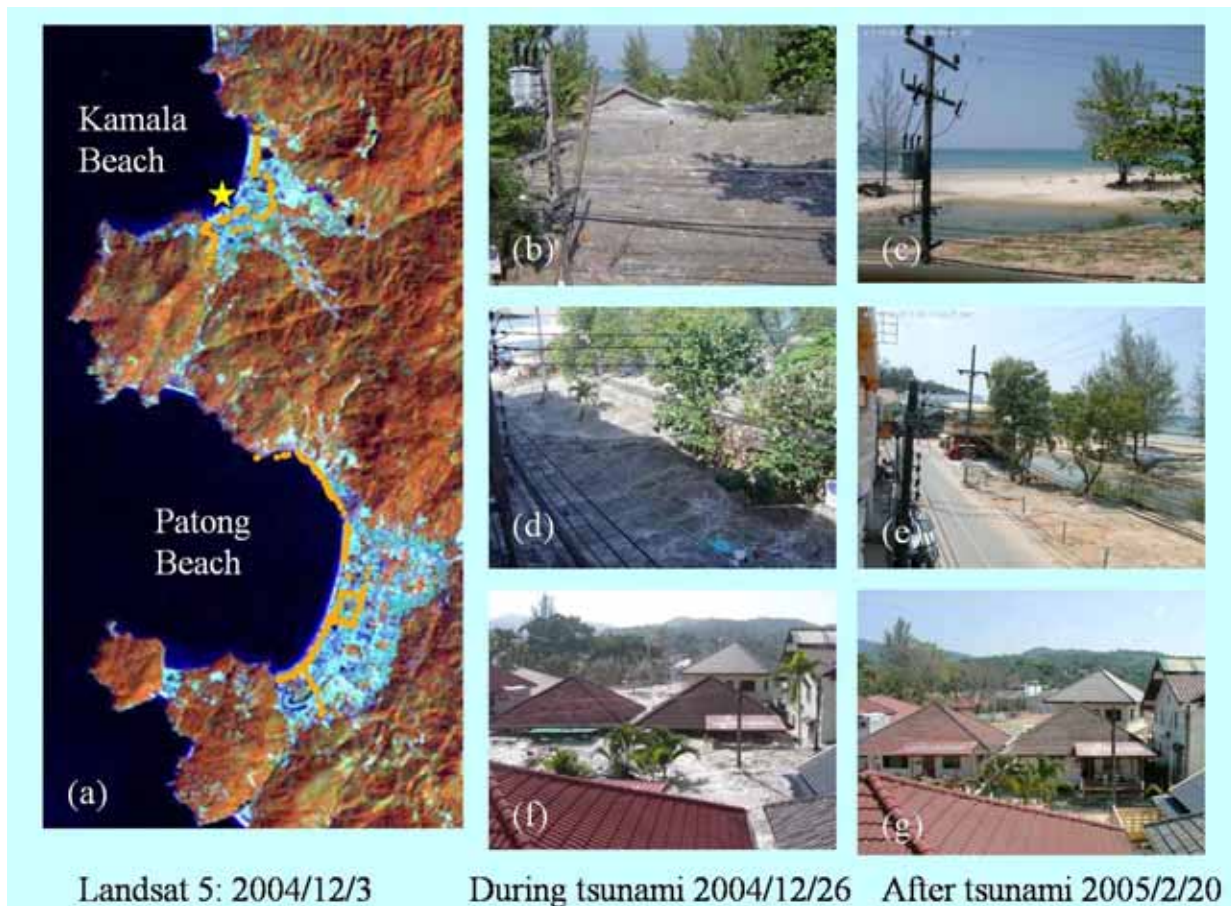 Kamala
Beach
Patong
Beach
(a)
(b)
(c)
(d)
(e)
(f)
(g)
Landsat 5: 2004/12/3
During tsunami 2004/12/26
After tsunami 2005/2/20